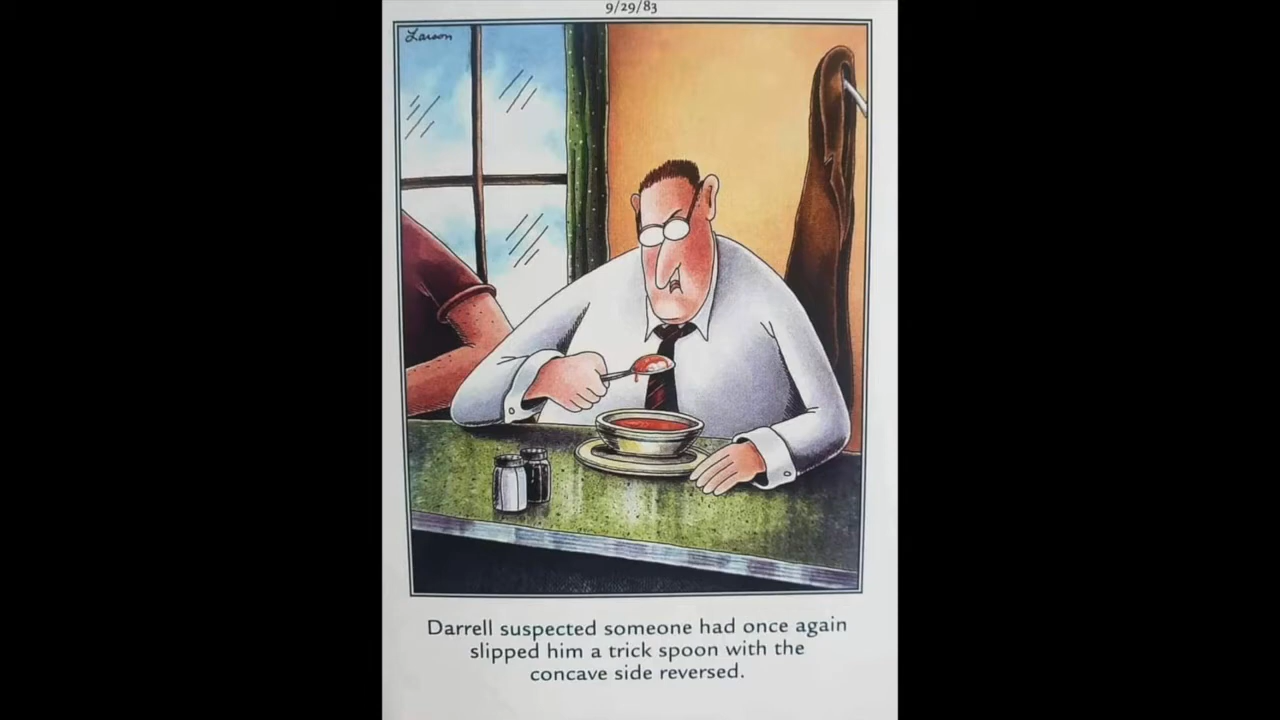 9/29/83
Larson
Darrell suspected someone had once again
slipped him a trick spoon with the
concave side reversed.